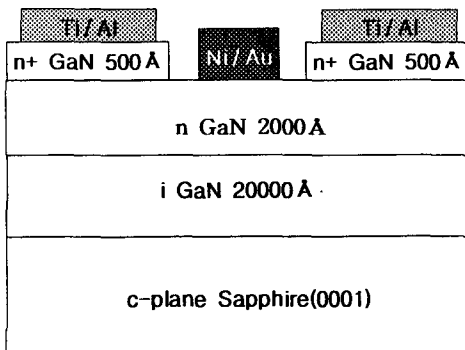 Ti/Al
Ti/Al
n+ GaN 500Å
Ni/Au
n+ GaN 500Å
n GaN 2000Å
i GaN 20000Å
c-plane Sapphire(0001)